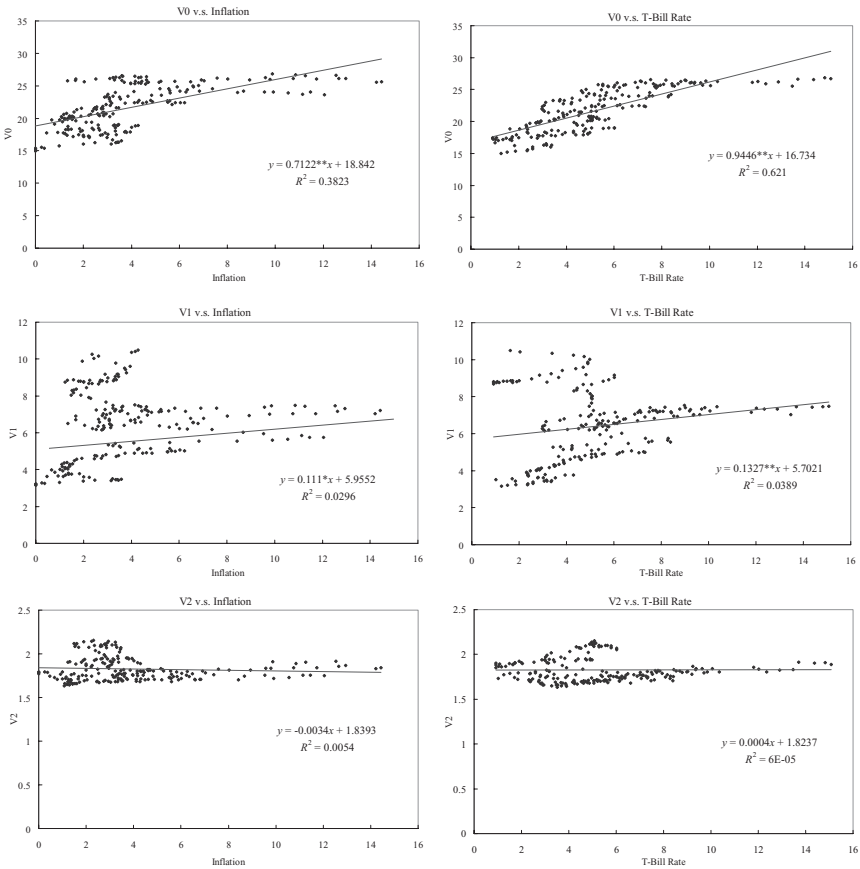 V0 v.s. Inflation
35
30
25
20
15
10
5
0
V0
y = 0.7122**x + 18.842
R² = 0.3823
0 2 4 6 8 10 12 14 16
Inflation
V0 v.s. T-Bill Rate
35
30
25
20
15
10
5
0
V0
y = 0.9446**x + 16.734
R² = 0.621
0 2 4 6 8 10 12 14 16
T-Bill Rate
V1 v.s. Inflation
12
10
8
6
4
2
0
V1
y = 0.111*x + 5.9552
R² = 0.0296
0 2 4 6 8 10 12 14 16
Inflation
V1 v.s. T-Bill Rate
12
10
8
6
4
2
0
V1
y = 0.1327**x + 5.7021
R² = 0.0389
0 2 4 6 8 10 12 14 16
T-Bill Rate
V2 v.s. Inflation
2.5
2
1.5
1
0.5
0
V2
y = -0.0034x + 1.8393
R² = 0.0054
0 2 4 6 8 10 12 14 16
Inflation
V2 v.s. T-Bill Rate
2.5
2
1.5
1
0.5
0
V2
y = 0.0004x + 1.8237
R² = 6E-05
0 2 4 6 8 10 12 14 16
T-Bill Rate